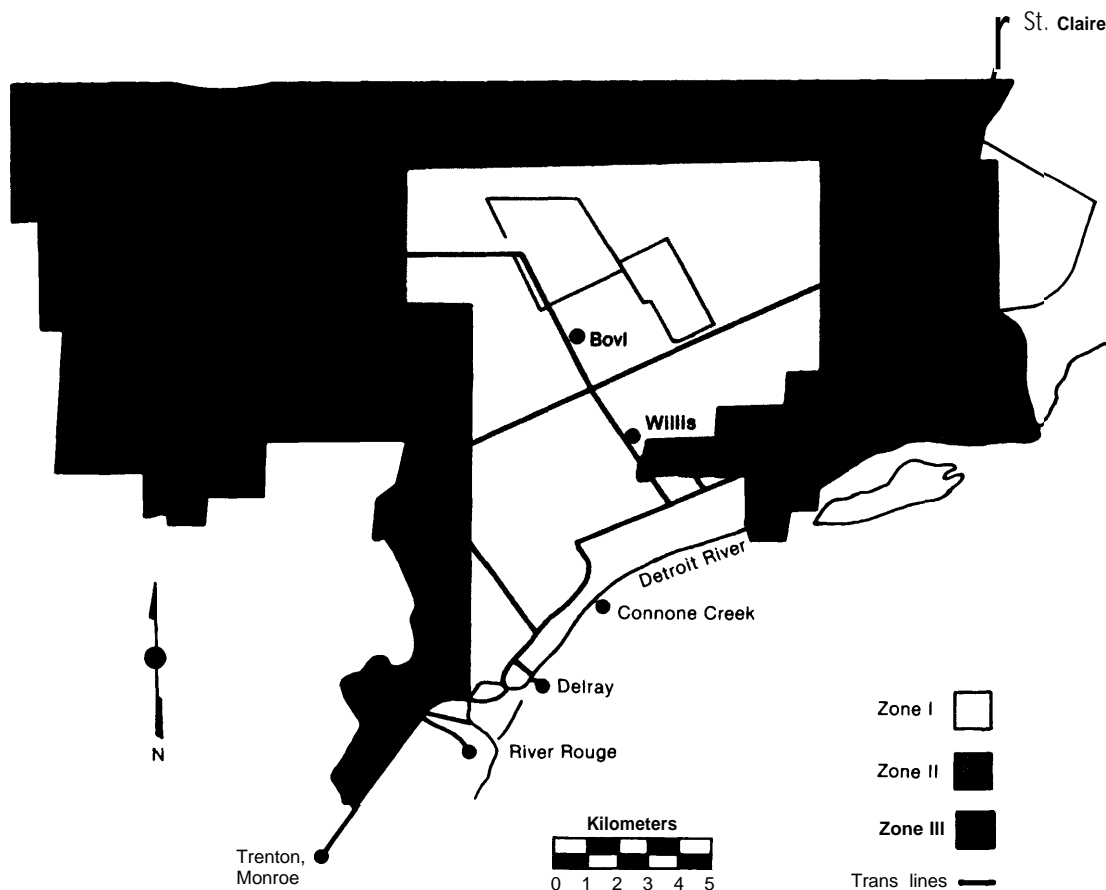 St. Claire
Bovl
Willis
Detroit River
Connone Creek
Delray
River Rouge
N
Trenton,
Monroe
Kilometers
0 1 2 3 4 5
Zone I
Zone II
Zone III
Trans lines